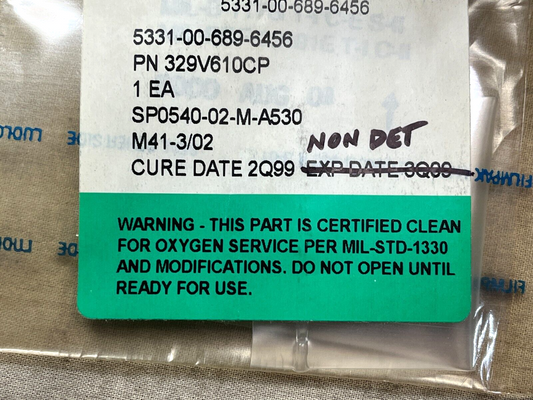 5331-00-689-6456
5331-00-689-6456
PN 329V610CP
1 EA
SP0540-02-M-A530
M41-3/02 NON DET
CURE DATE 2Q99 EXP DATE 3Q09
WARNING - THIS PART IS CERTIFIED CLEAN
FOR OXYGEN SERVICE PER MIL-STD-1330
AND MODIFICATIONS. DO NOT OPEN UNTIL
READY FOR USE.